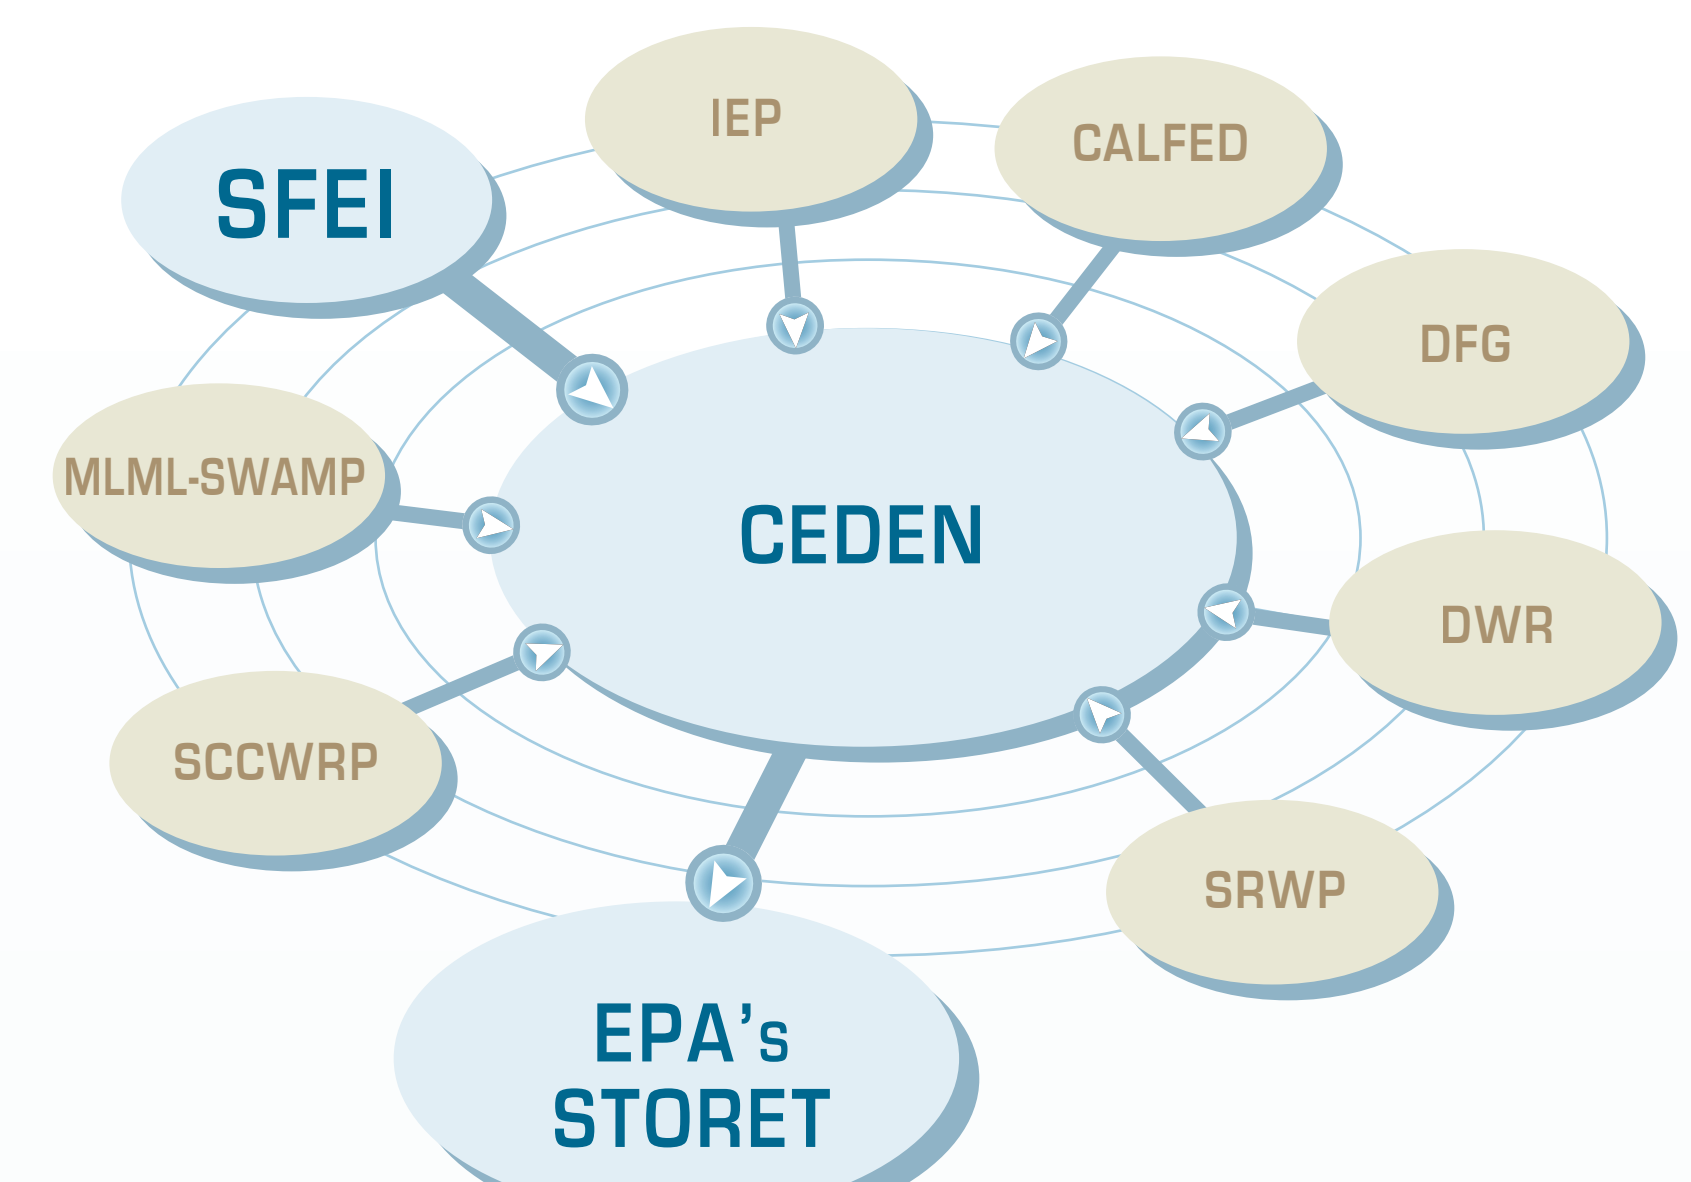 IEP
CALFED
SFEI
DFG
MLML-SWAMP
CEDEN
DWR
SCCWRP
SRWP
EPA's
STORET